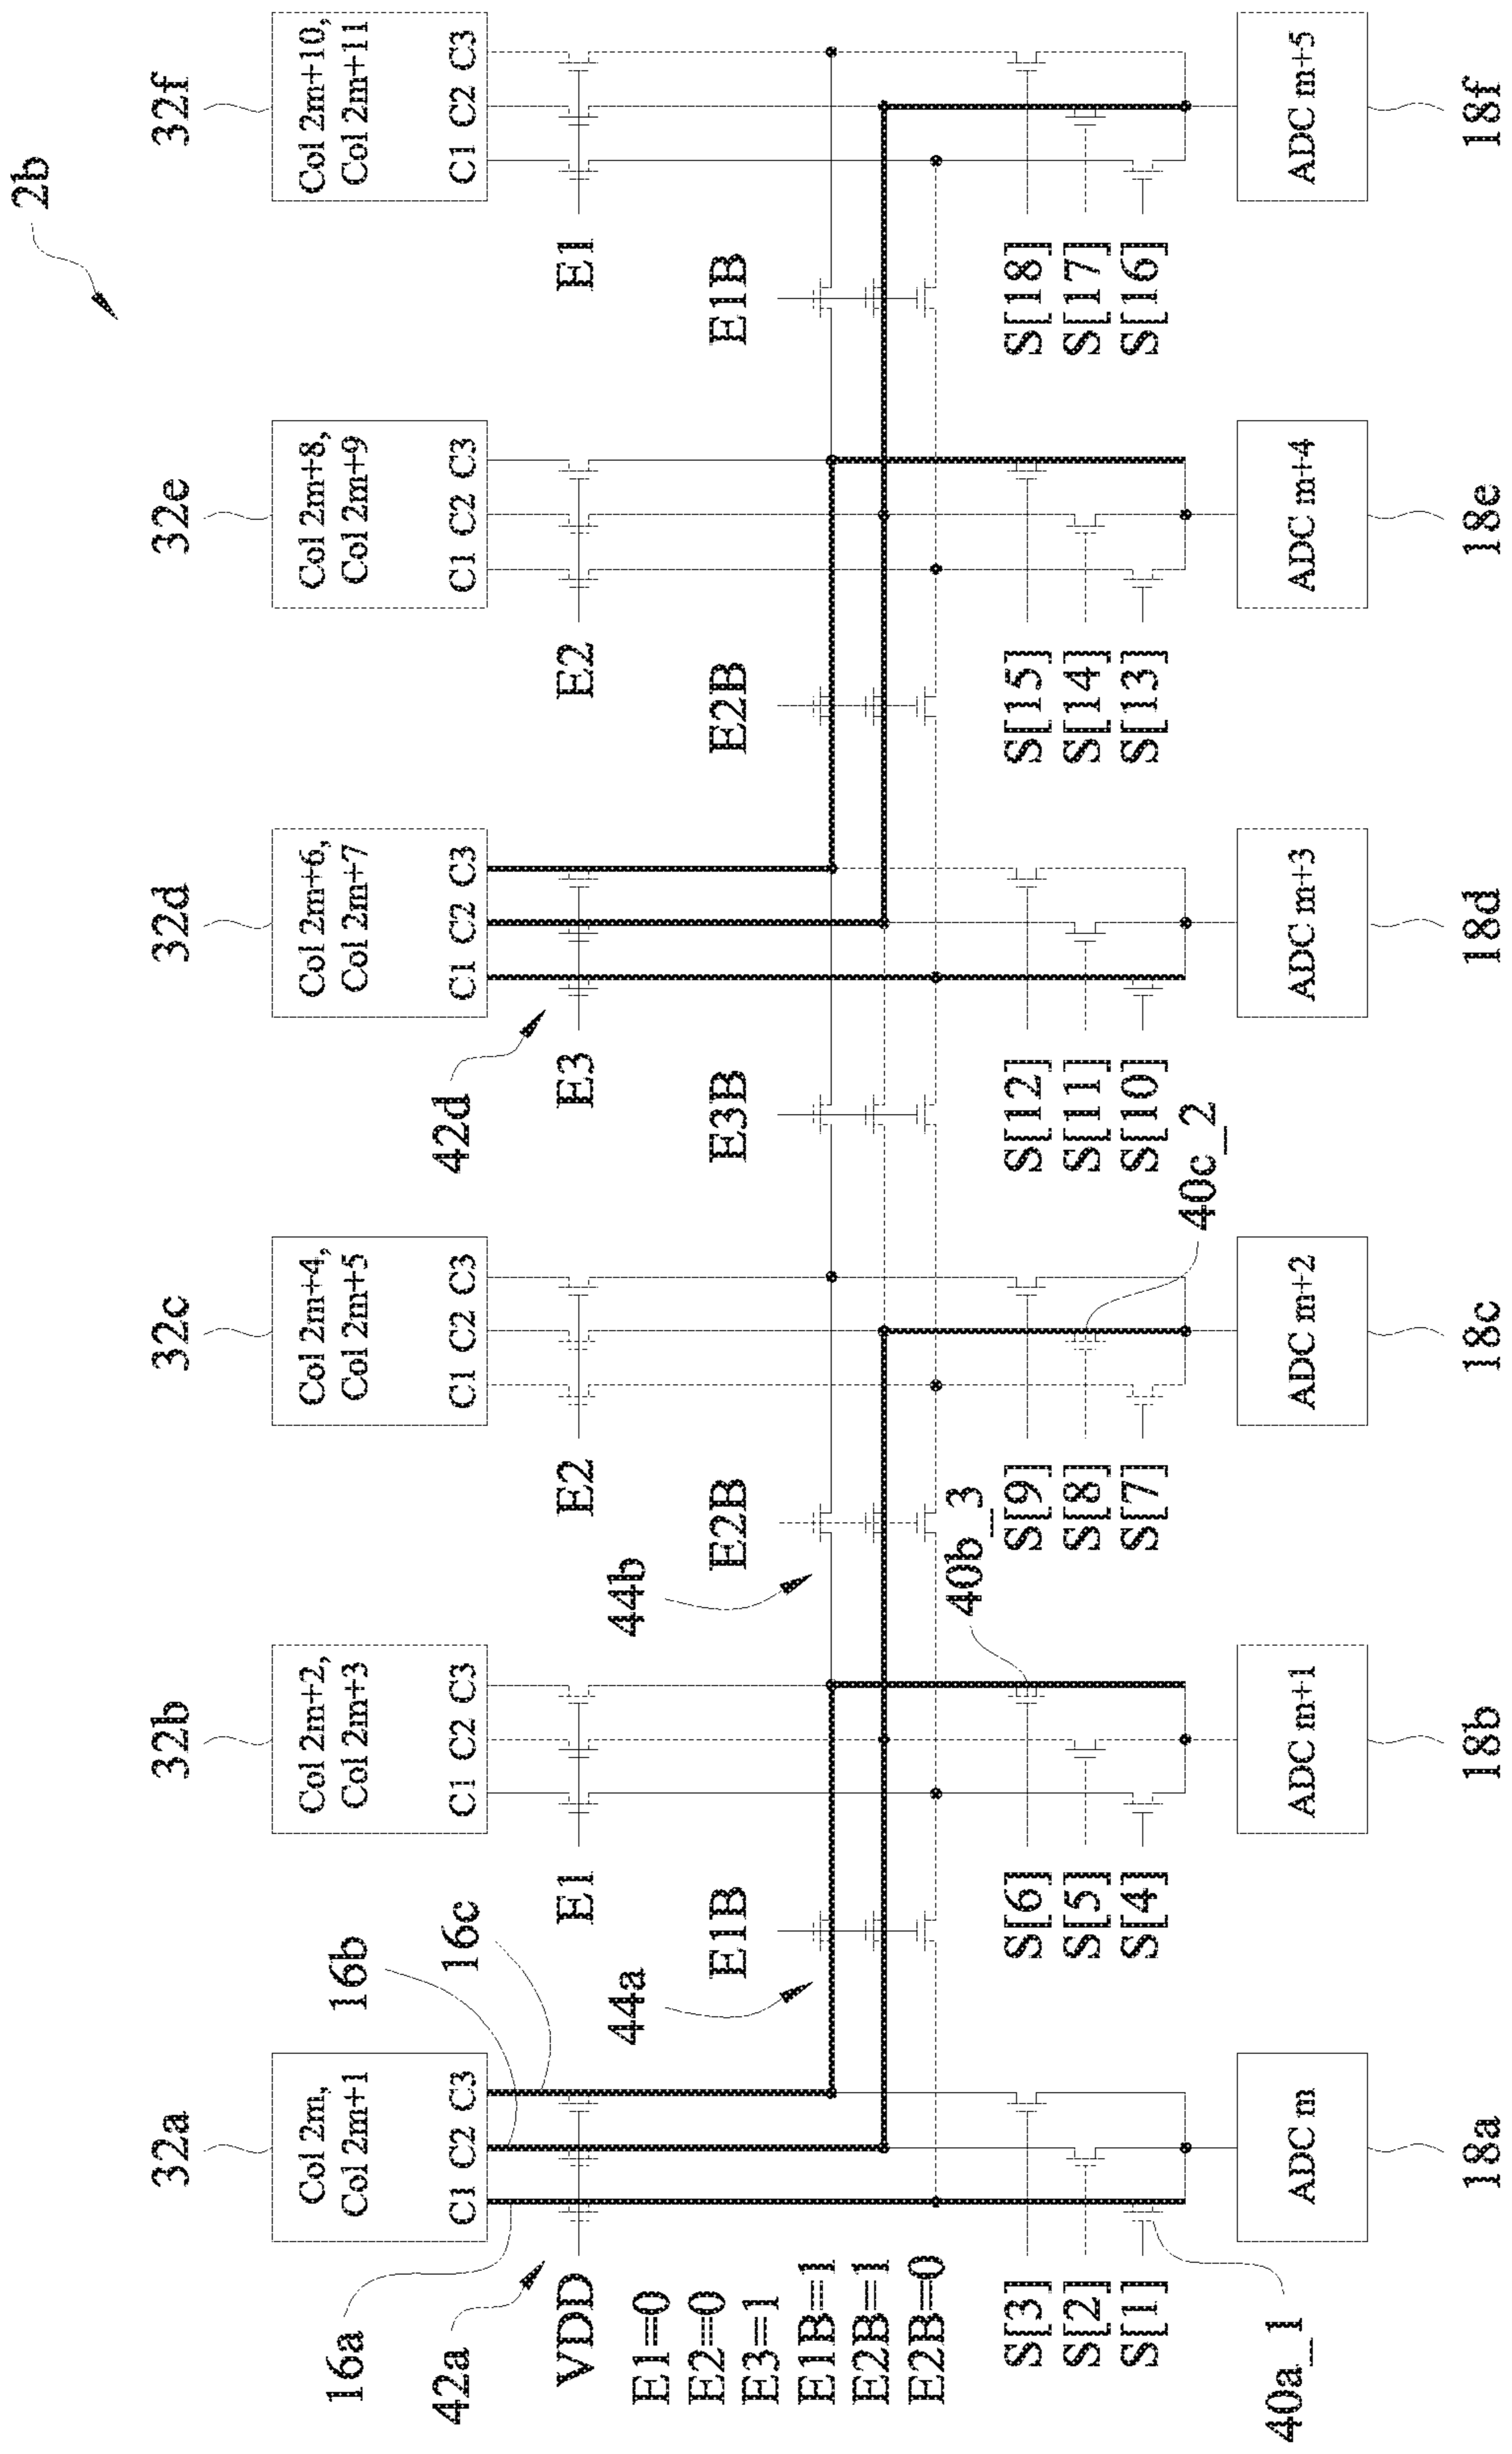 2b
32a
32b
32c
32d
32e
32f
Col 2m,
Col 2m+1
C1 C2 C3
Col 2m+2,
Col 2m+3
C1 C2 C3
Col 2m+4,
Col 2m+5
C1 C2 C3
Col 2m+6,
Col 2m+7
C1 C2 C3
Col 2m+8,
Col 2m+9
C1 C2 C3
Col 2m+10,
Col 2m+11
C1 C2 C3
16a
16b
16c
42a
42d
VDD
E1
E2
E3
E2
E1
E1=0
E2=0
E3=1
E1B=1
E2B=1
E2B=0
44a
44b
E1B
E2B
E3B
E2B
E1B
40b_3
S[3]
S[6]
S[9]
S[12]
S[15]
S[18]
S[2]
S[5]
S[8]
S[11]
S[14]
S[17]
S[1]
S[4]
S[7]
S[10]
S[13]
S[16]
40a_1
40c_2
ADC m
ADC m+1
ADC m+2
ADC m+3
ADC m+4
ADC m+5
18a
18b
18c
18d
18e
18f